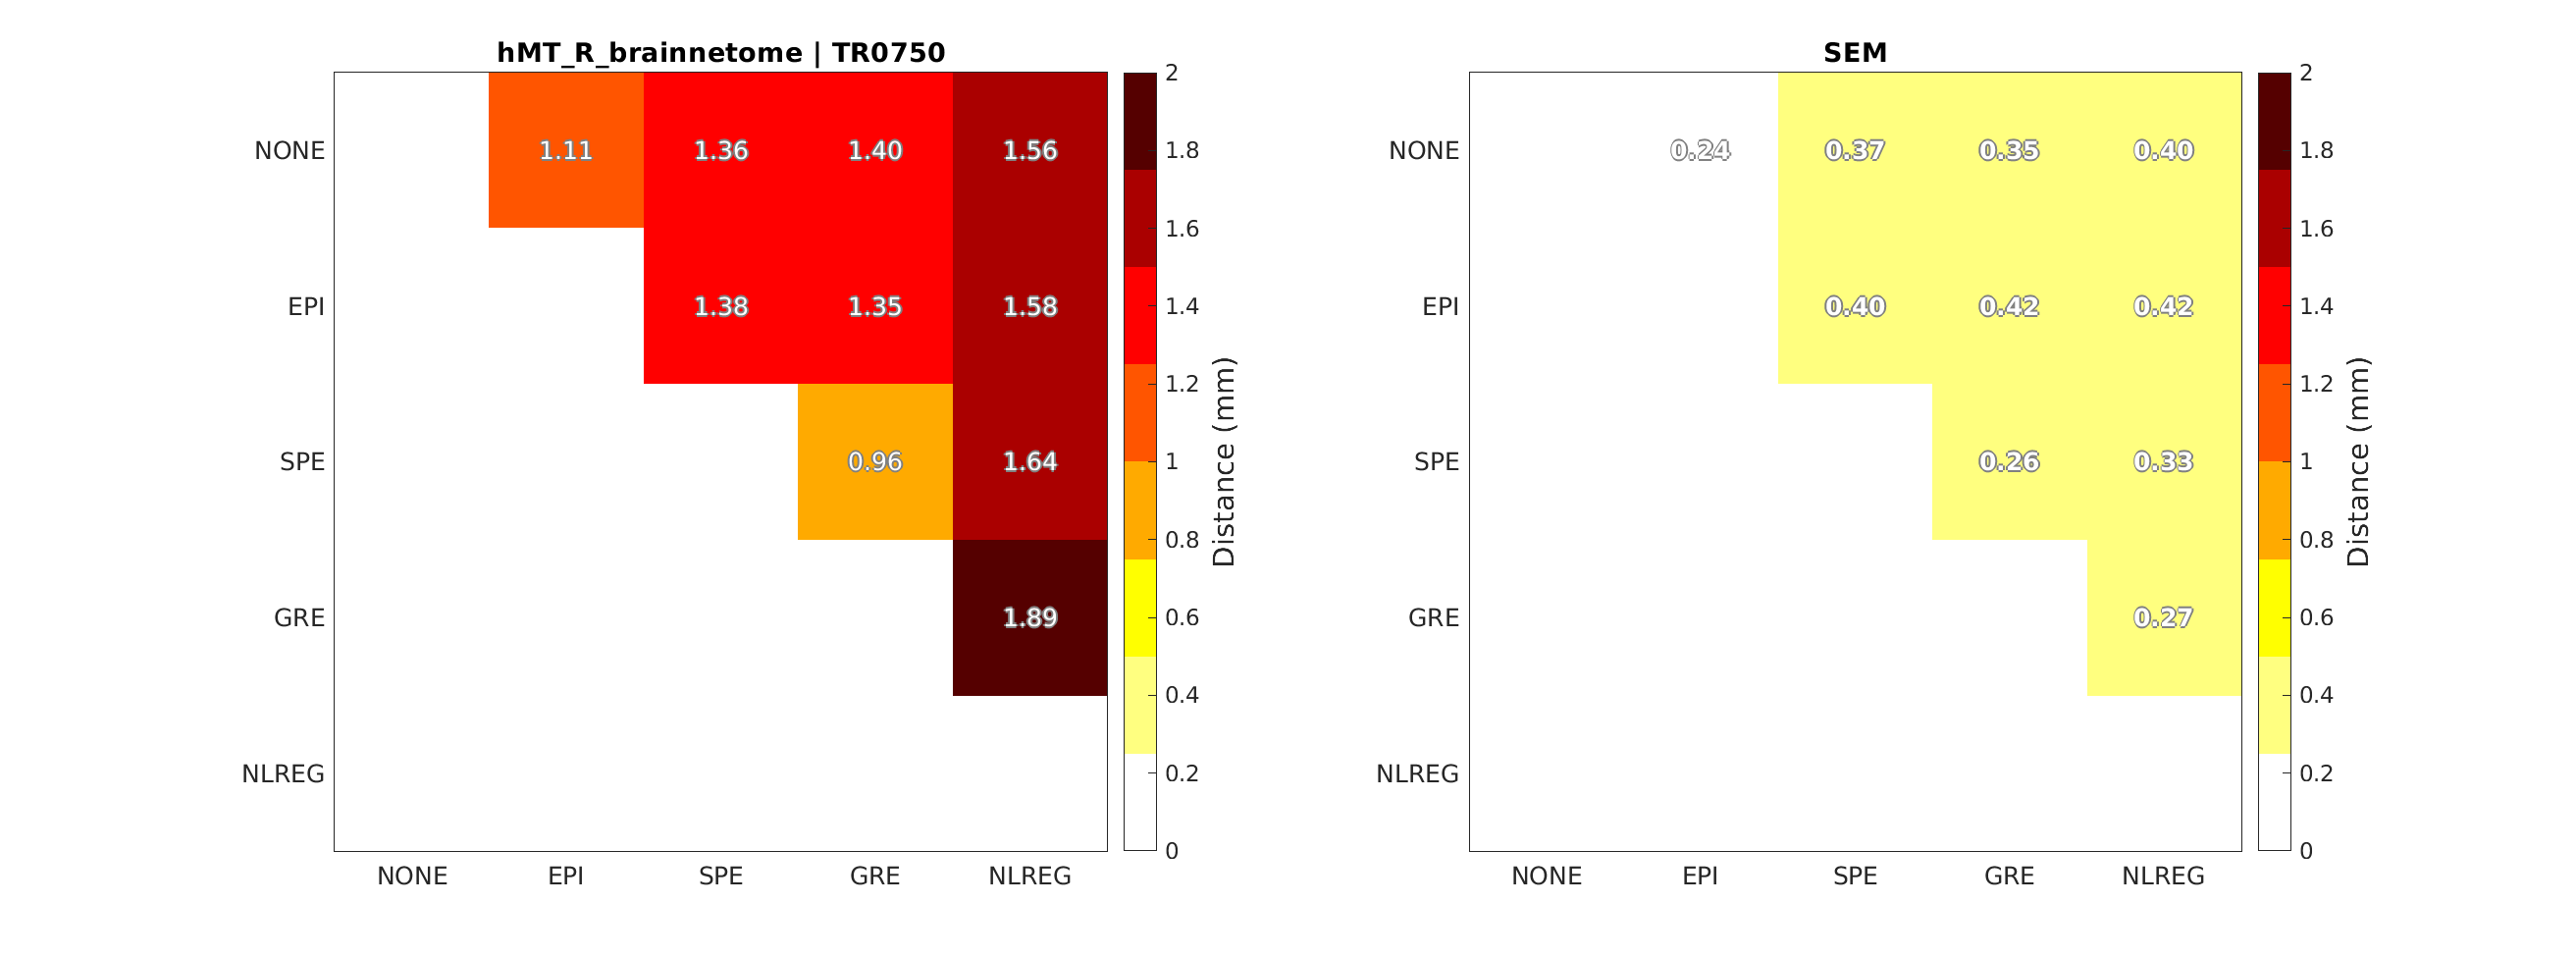 hMT_R_brainnetome | TR0750
NONE 1.11 1.36 1.40 1.56
EPI 1.38 1.35 1.58
SPE 0.96 1.64
GRE 1.89
NLREG
NONE EPI SPE GRE NLREG
2
1.8
1.6
1.4
1.2
1
0.8
0.6
0.4
0.2
0
Distance (mm)
SEM
NONE 0.24 0.37 0.35 0.40
EPI 0.40 0.42 0.42
SPE 0.26 0.33
GRE 0.27
NLREG
NONE EPI SPE GRE NLREG
2
1.8
1.6
1.4
1.2
1
0.8
0.6
0.4
0.2
0
Distance (mm)